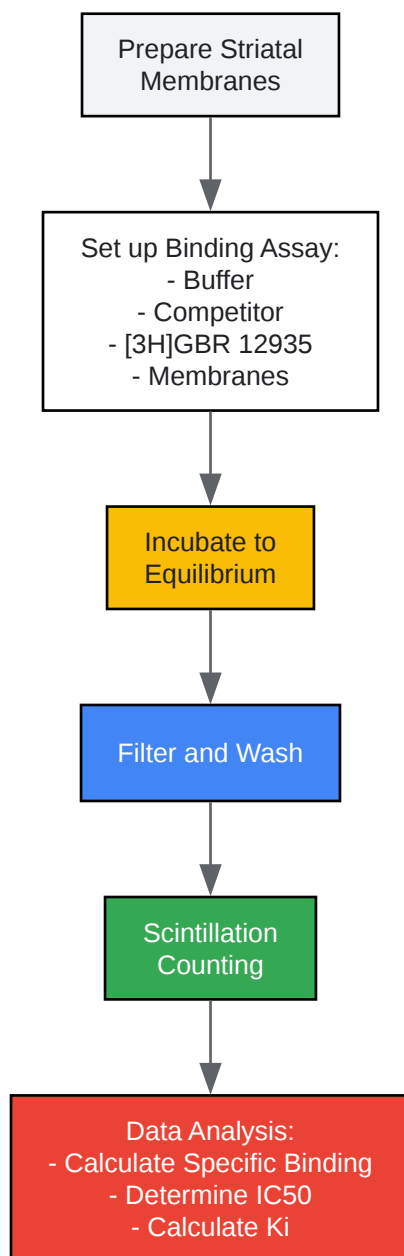 Prepare Striatal
Membranes
Set up Binding Assay:
- Buffer
- Competitor
- [3H]GBR 12935
- Membranes
Incubate to
Equilibrium
Filter and Wash
Scintillation
Counting
Data Analysis:
- Calculate Specific Binding
- Determine IC50
- Calculate Ki